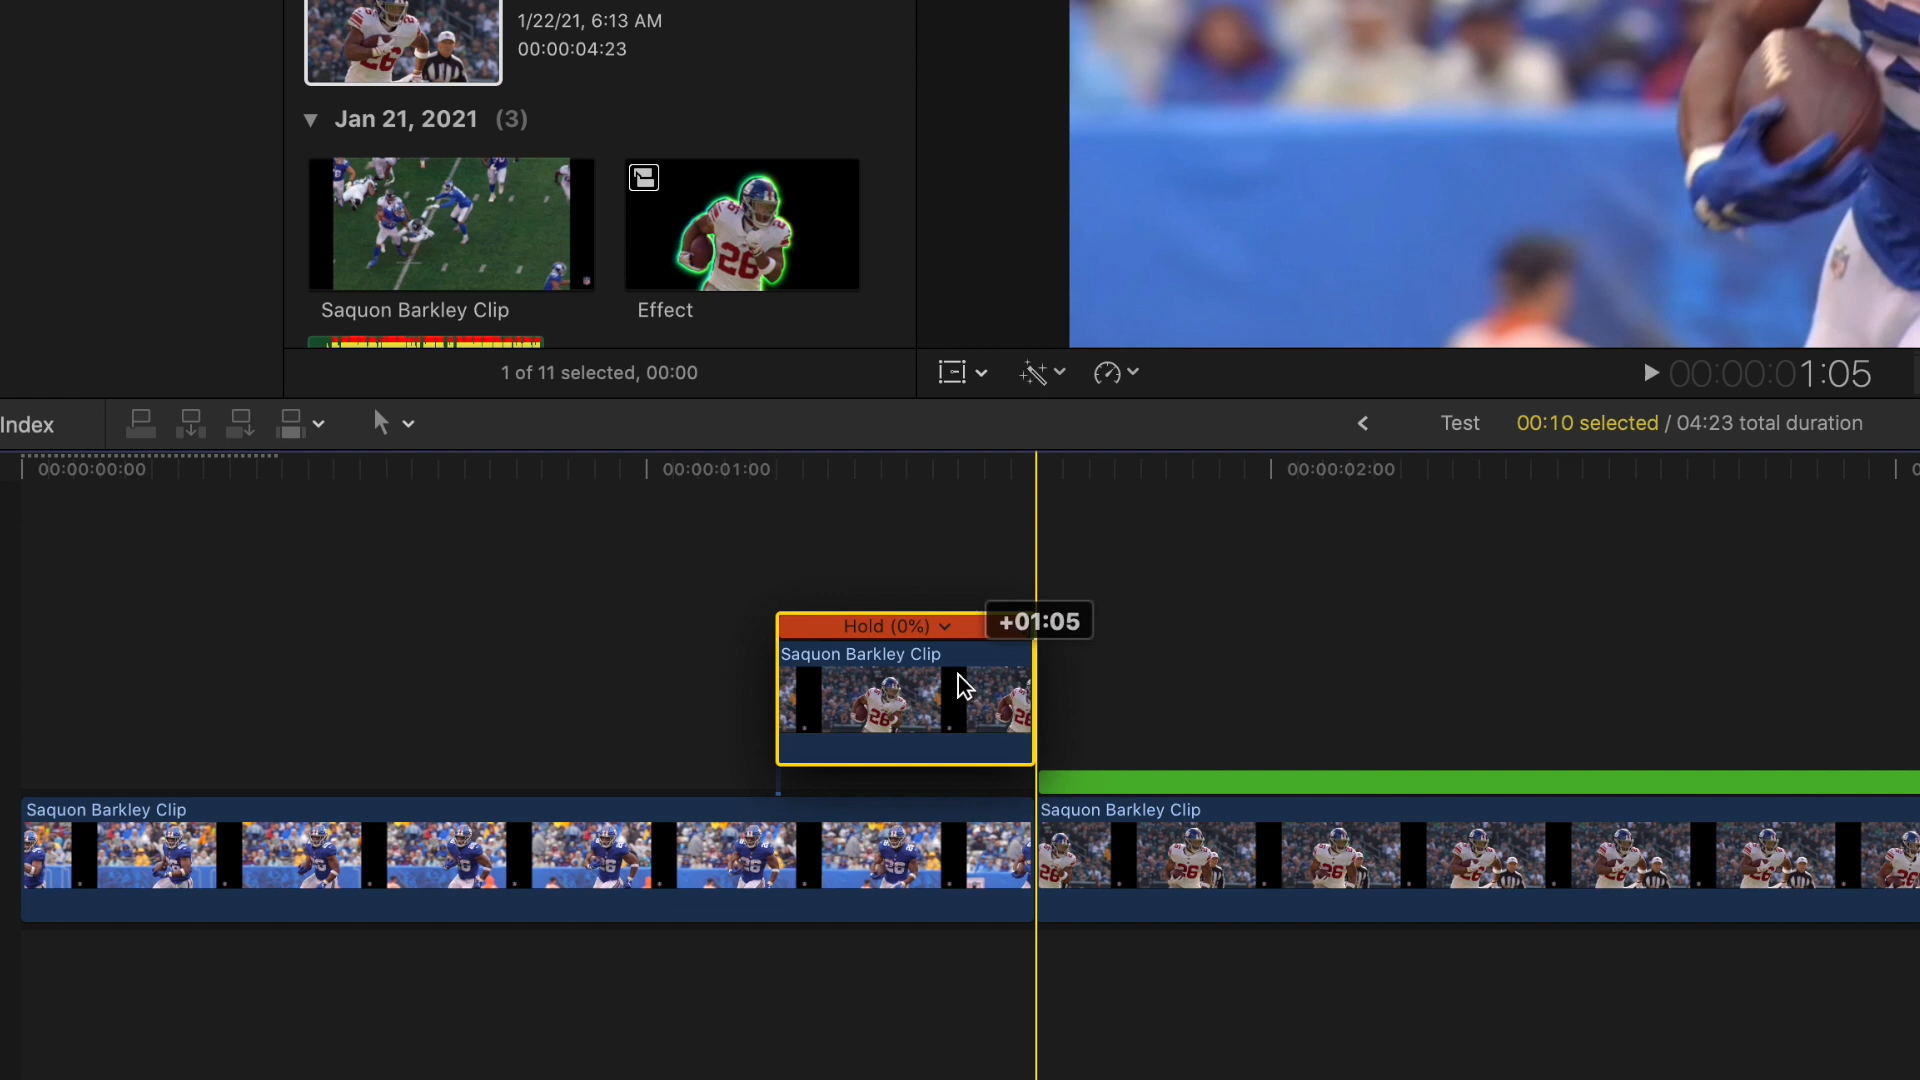 1/22/21, 6:13 AM
00:00:04:23
Jan 21, 2021 (3)
Saquon Barkley Clip
Effect
1 of 11 selected, 00:00
00:00:01:05
Index
Test
00:10 selected / 04:23 total duration
00:00:00:00
00:00:01:00
00:00:02:00
Hold (0%)
+01:05
Saquon Barkley Clip
Saquon Barkley Clip
Saquon Barkley Clip